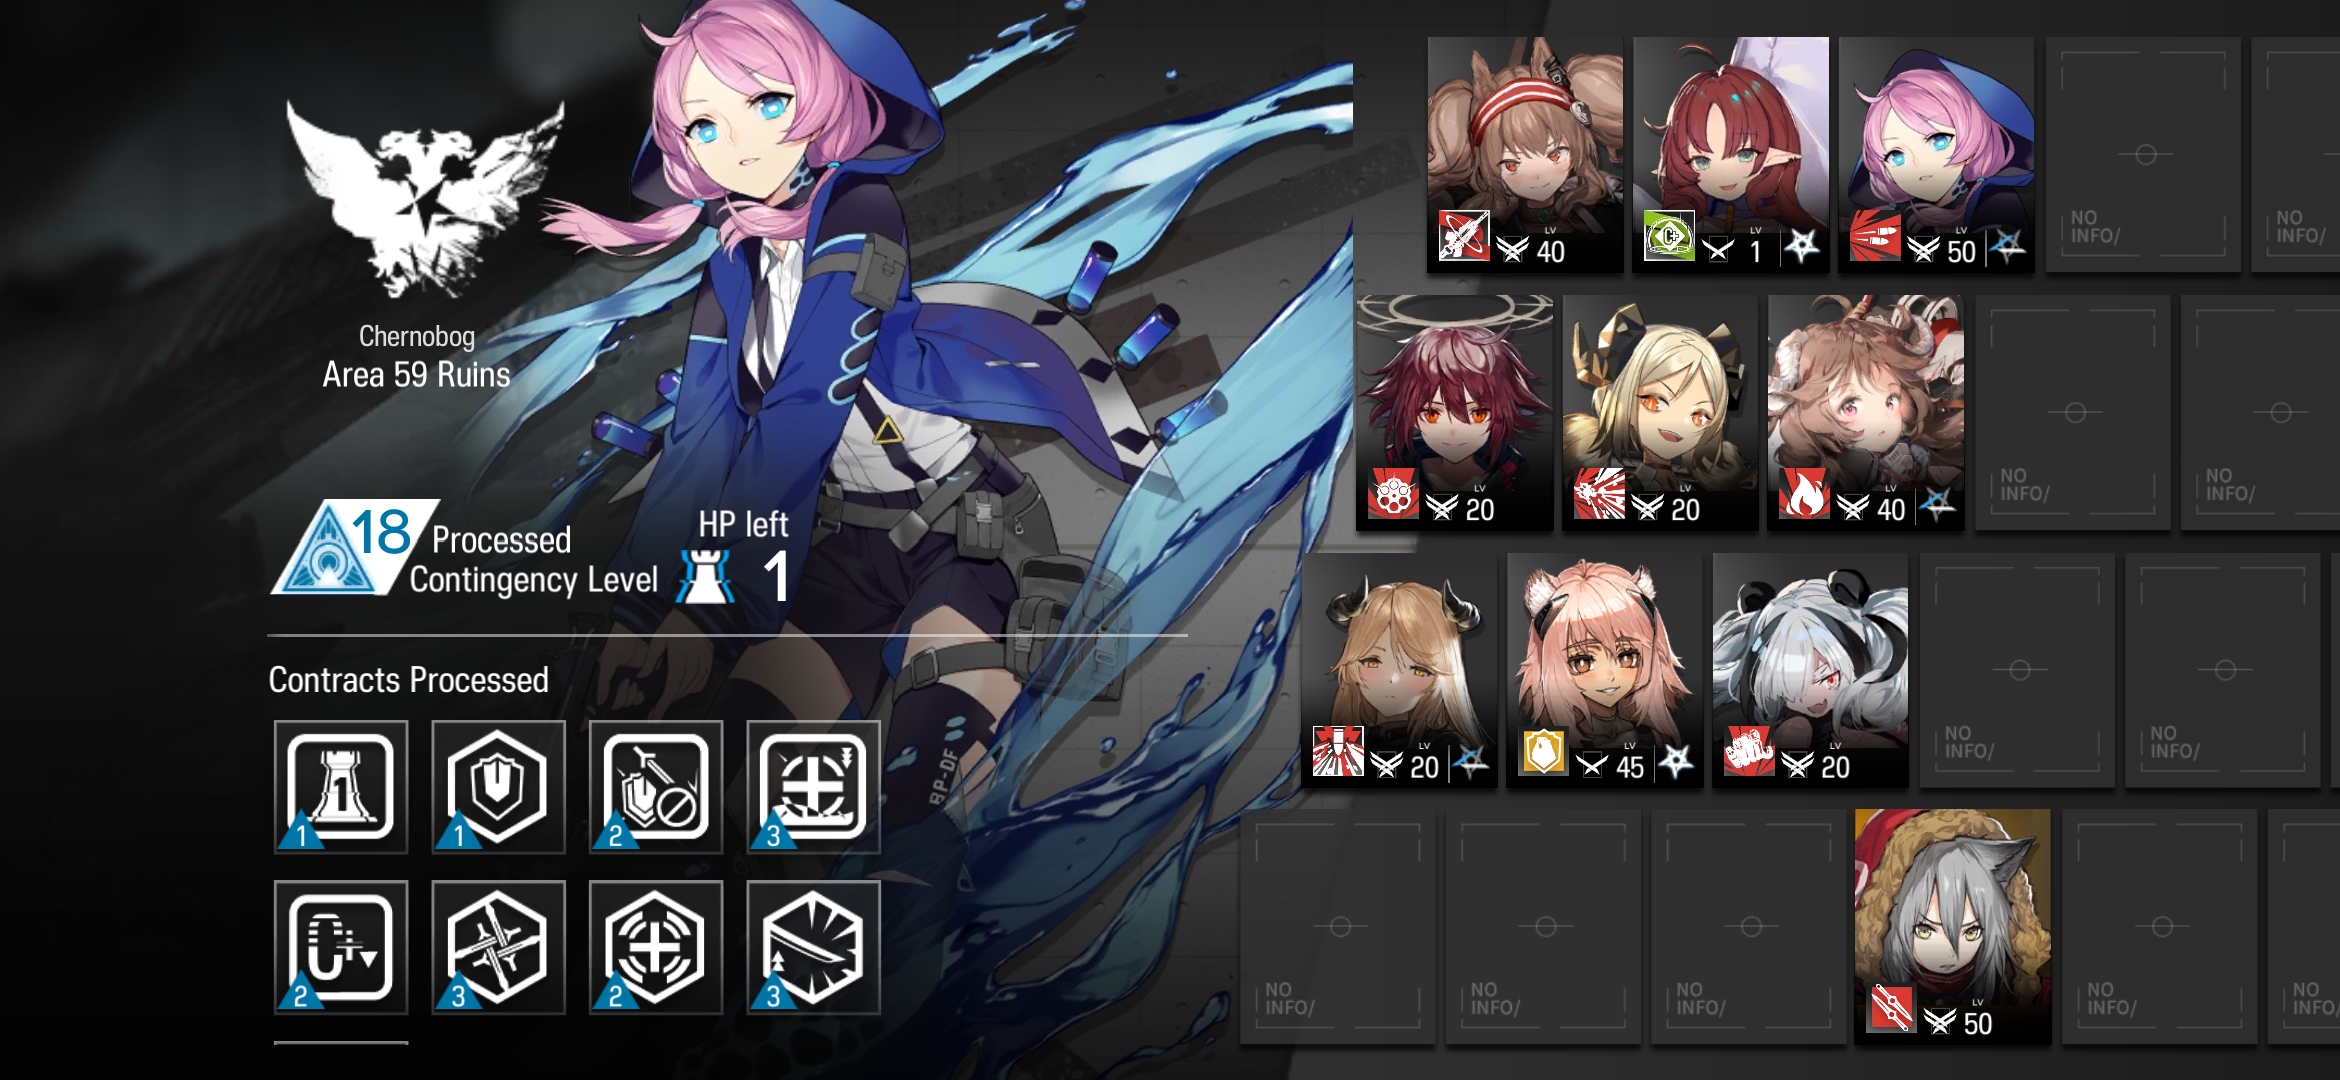 Chernobog
Area 59 Ruins
18
Processed
Contingency Level
HP left
1
Contracts Processed
1
1
1
2
3
2
3
2
3
BP-DF
LV
40
C+
LV
1
LV
50
NO
INFO/
NO
INFO/
LV
20
LV
20
LV
40
NO
INFO/
NO
INFO/
LV
20
LV
45
LV
20
NO
INFO/
NO
INFO/
NO
INFO/
NO
INFO/
NO
INFO/
LV
50
NO
INFO/
NO
INFO/